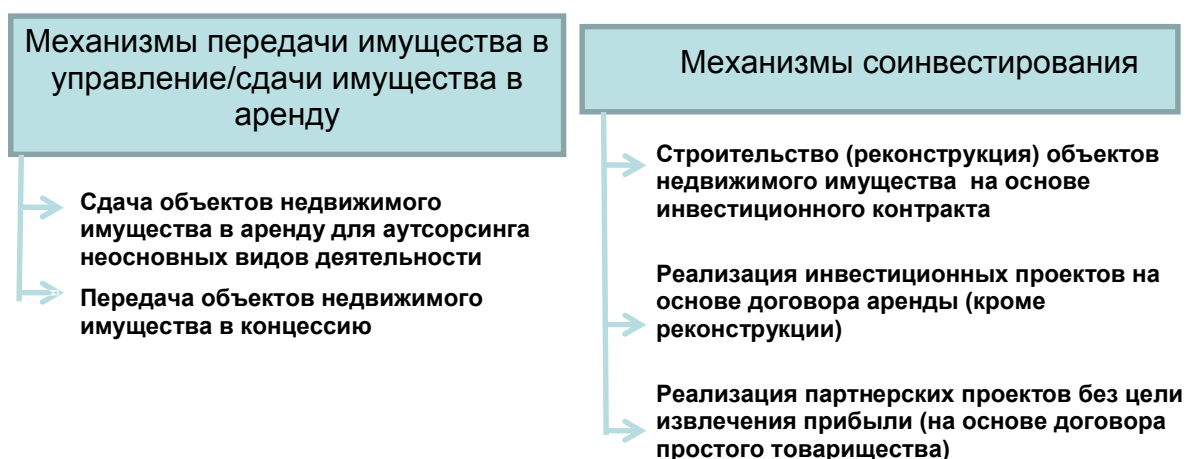 Механизмы передачи имущества в
управление/сдачи имущества в
аренду
Сдача объектов недвижимого
имущества в аренду для аутсорсинга
неосновных видов деятельности
Передача объектов недвижимого
имущества в концессию
Механизмы соинвестирования
Строительство (реконструкция) объектов
недвижимого имущества на основе
инвестиционного контракта
Реализация инвестиционных проектов на
основе договора аренды (кроме
реконструкции)
Реализация партнерских проектов без цели
извлечения прибыли (на основе договора
простого товарищества)